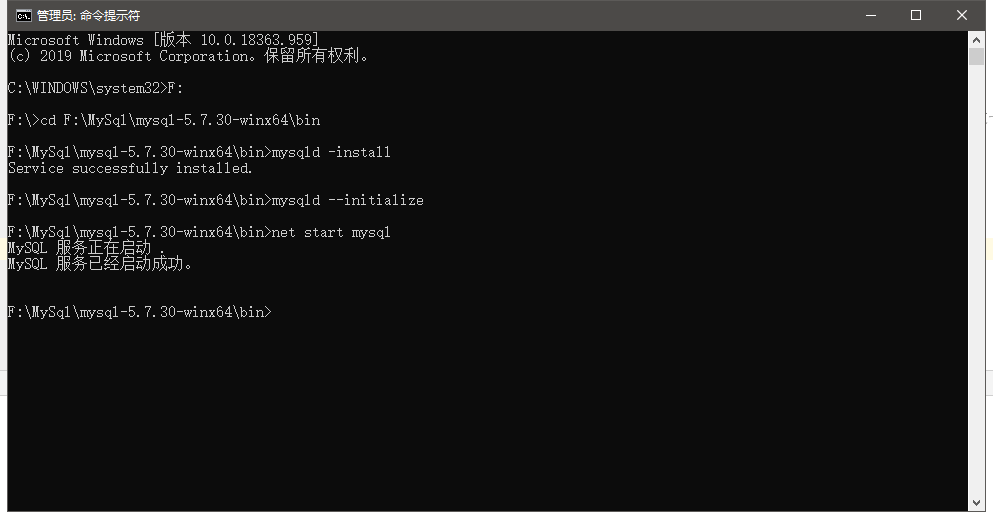 管理员: 命令提示符
Microsoft Windows [版本 10.0.18363.959]
(c) 2019 Microsoft Corporation。保留所有权利。
C:\WINDOWS\system32>F:
F:\>cd F:\MySql\mysql-5.7.30-winx64\bin
F:\MySql\mysql-5.7.30-winx64\bin>mysqld -install
Service successfully installed.
F:\MySql\mysql-5.7.30-winx64\bin>mysqld --initialize
F:\MySql\mysql-5.7.30-winx64\bin>net start mysql
MySQL 服务正在启动 .
MySQL 服务已经启动成功。
F:\MySql\mysql-5.7.30-winx64\bin>